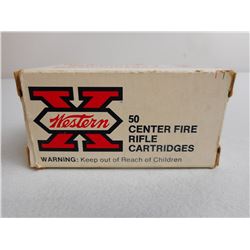 X
Western
50
CENTER FIRE
RIFLE
CARTRIDGES
WARNING: Keep out of Reach of Children